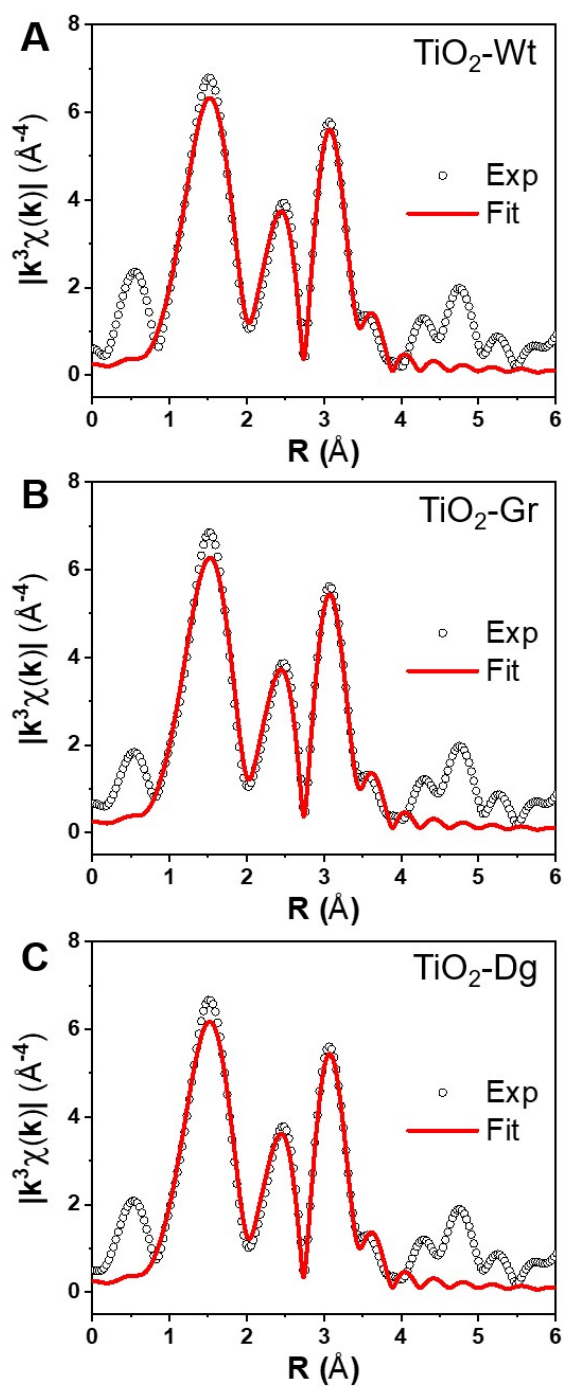 A
TiO₂-Wt
|k³χ(k)| (Å⁻⁴)
8
6
4
2
0
Exp
Fit
0 1 2 3 4 5 6
R (Å)
B
TiO₂-Gr
|k³χ(k)| (Å⁻⁴)
8
6
4
2
0
Exp
Fit
0 1 2 3 4 5 6
R (Å)
C
TiO₂-Dg
|k³χ(k)| (Å⁻⁴)
8
6
4
2
0
Exp
Fit
0 1 2 3 4 5 6
R (Å)